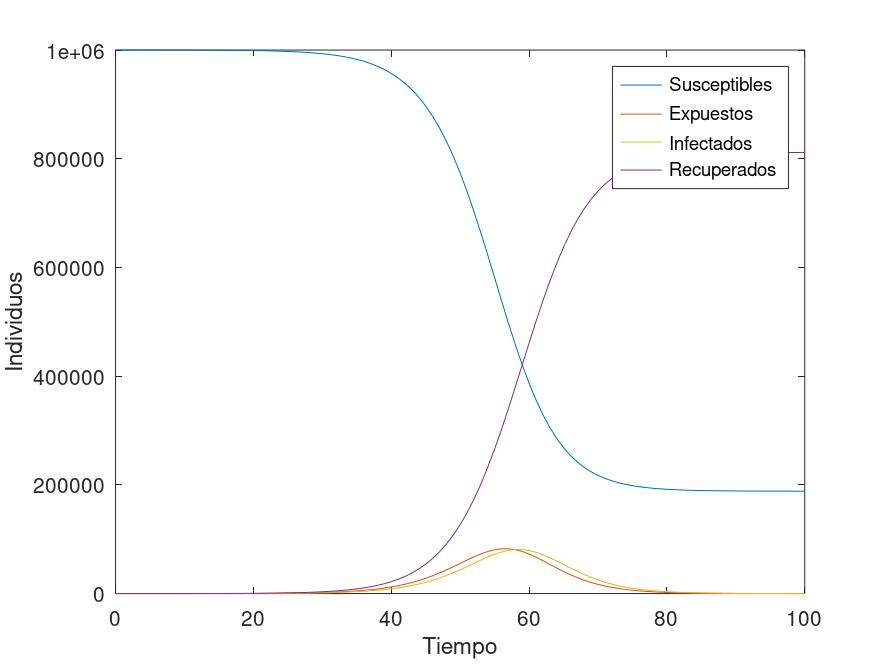 1e+06
800000
600000
400000
200000
0
0 20 40 60 80 100
Individuos
Tiempo
Susceptibles
Expuestos
Infectados
Recuperados